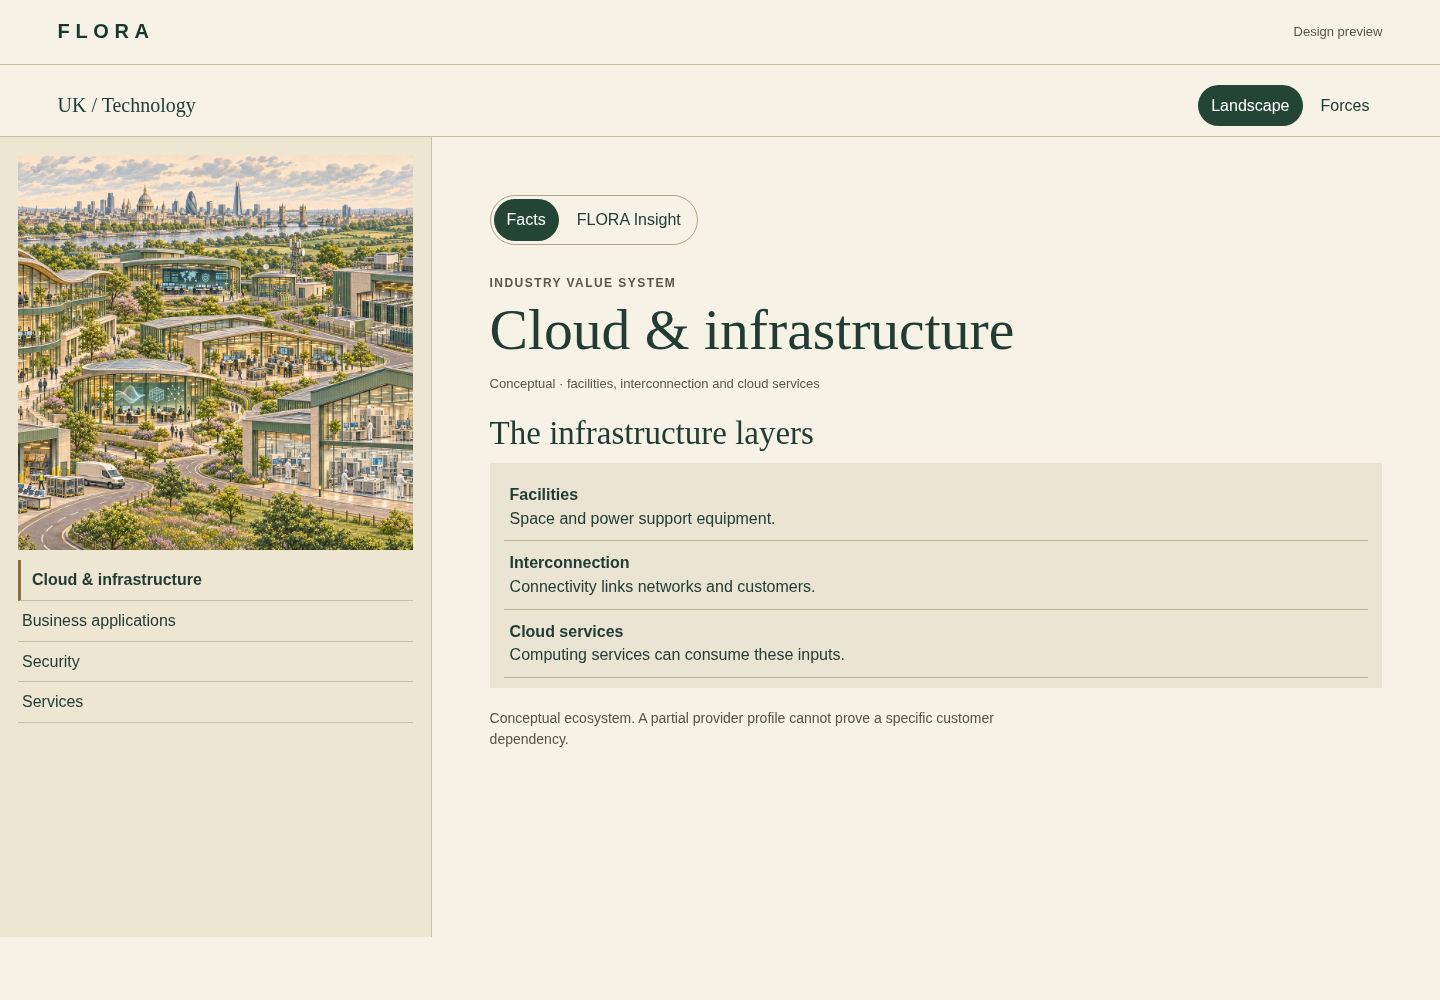 FLORA
Design preview
UK / Technology
Landscape
Forces
Facts
FLORA Insight
INDUSTRY VALUE SYSTEM
Cloud & infrastructure
Conceptual · facilities, interconnection and cloud services
The infrastructure layers
Facilities
Space and power support equipment.
Interconnection
Connectivity links networks and customers.
Cloud services
Computing services can consume these inputs.
Conceptual ecosystem. A partial provider profile cannot prove a specific customer
dependency.
Cloud & infrastructure
Business applications
Security
Services